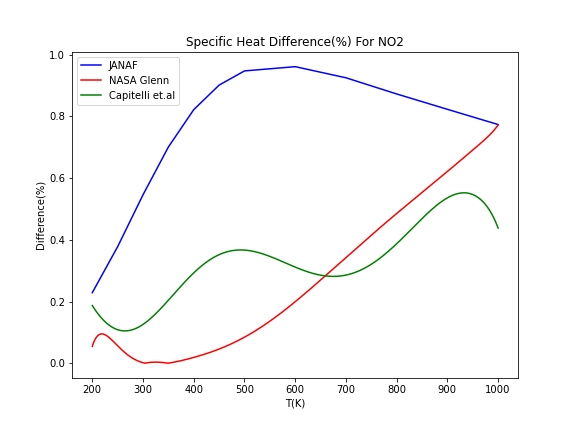 Specific Heat Difference(%) For NO2
JANAF
NASA Glenn
Capitelli et.al
Difference(%)
1.0
0.8
0.6
0.4
0.2
0.0
200 300 400 500 600 700 800 900 1000
T(K)